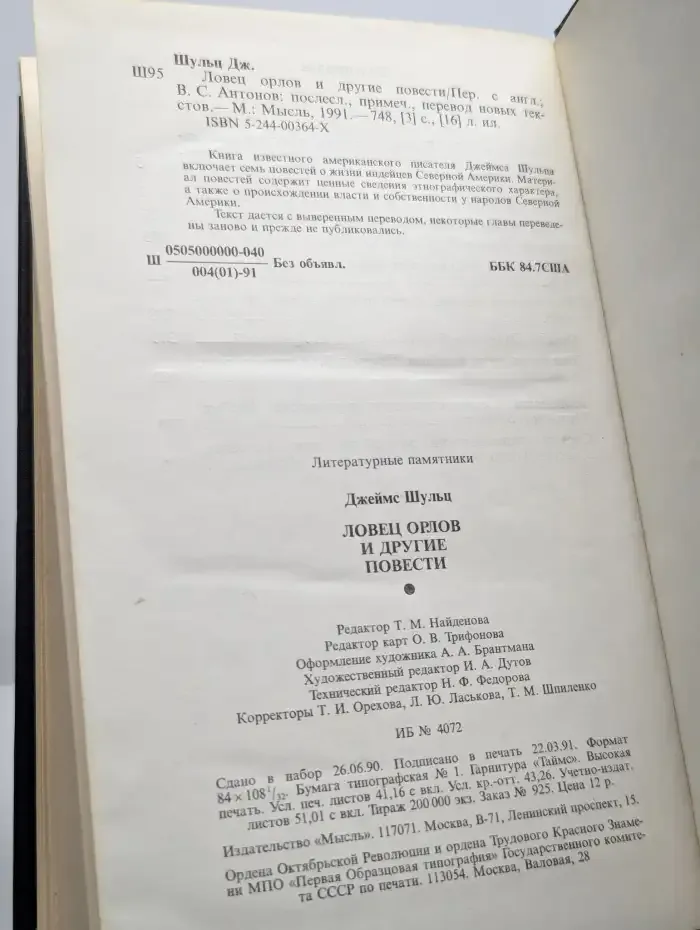 Шульц Дж.
Ш95 Ловец орлов и другие повести/Пер. с англ.,
В. С. Антонов: послесл., примеч., перевод новых тек-
стов.— М.: Мысль, 1991.—748, [3] с., [16] л. ил.
ISBN 5-244-00364-X
Книга известного американского писателя Джеймса Шульца
включает семь повестей о жизни индейцев Северной Америки. Матери-
ал повестей содержит ценные сведения этнографического характера,
а также о происхождении власти и собственности у народов Северной
Америки.
Текст дается с выверенным переводом, некоторые главы переведе-
ны заново и прежде не публиковались.
Ш 0505000000-040
004(01)-91 Без объявл.
ББК 84.7США
Литературные памятники
Джеймс Шульц
ЛОВЕЦ ОРЛОВ
И ДРУГИЕ
ПОВЕСТИ
Редактор Т. М. Найденова
Редактор карт О. В. Трифонова
Оформление художника А. А. Брантмана
Художественный редактор И. А. Дутов
Технический редактор Н. Ф. Федорова
Корректоры Т. И. Орехова, Л. Ю. Ласькова, Т. М. Шпиленко
ИБ № 4072
Сдано в набор 26.06.90. Подписано в печать 22.03.91. Формат
84×108 1/32. Бумага типографская № 1. Гарнитура «Таймс». Высокая
печать. Усл. печ. листов 41,16 с вкл. Усл. кр.-отт. 43,26. Учетно-издат.
листов 51,01 с вкл. Тираж 200 000 экз. Заказ № 925. Цена 12 р.
Издательство «Мысль». 117071. Москва, В-71, Ленинский проспект, 15.
Ордена Октябрьской Революции и ордена Трудового Красного Знаме-
ни МПО «Первая Образцовая типография» Государственного комите-
та СССР по печати. 113054. Москва, Валовая, 28